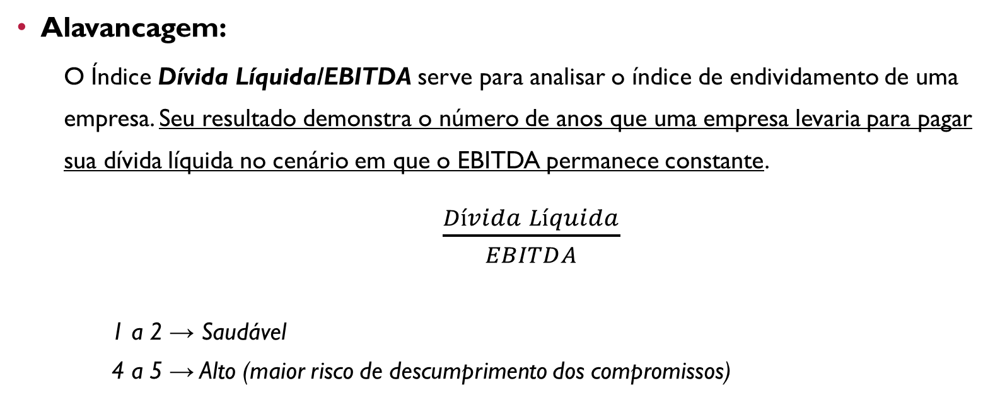 • Alavancagem:
O Índice Dívida Líquida/EBITDA serve para analisar o índice de endividamento de uma
empresa. Seu resultado demonstra o número de anos que uma empresa levaria para pagar
sua dívida líquida no cenário em que o EBITDA permanece constante.
Dívida Líquida
EBITDA
1 a 2 → Saudável
4 a 5 → Alto (maior risco de descumprimento dos compromissos)